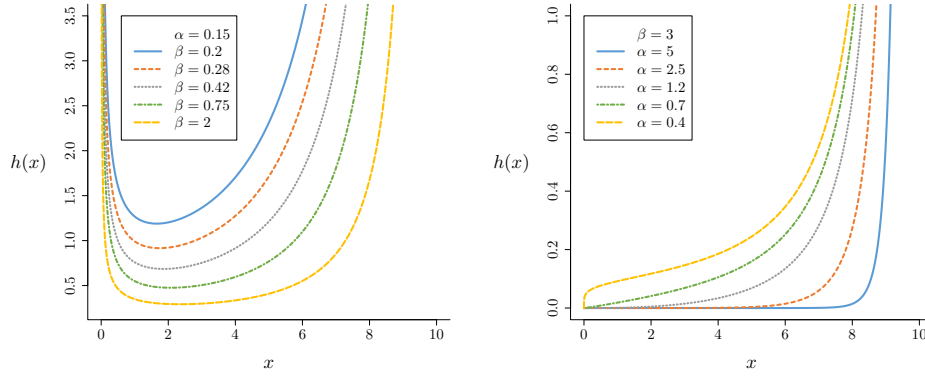 3.5
3.0
2.5
2.0
1.5
1.0
0.5
h(x)
α = 0.15
β = 0.2
β = 0.28
β = 0.42
β = 0.75
β = 2
0 2 4 6 8 10
x
1.0
0.8
0.6
0.4
0.2
0.0
h(x)
β = 3
α = 5
α = 2.5
α = 1.2
α = 0.7
α = 0.4
0 2 4 6 8 10
x